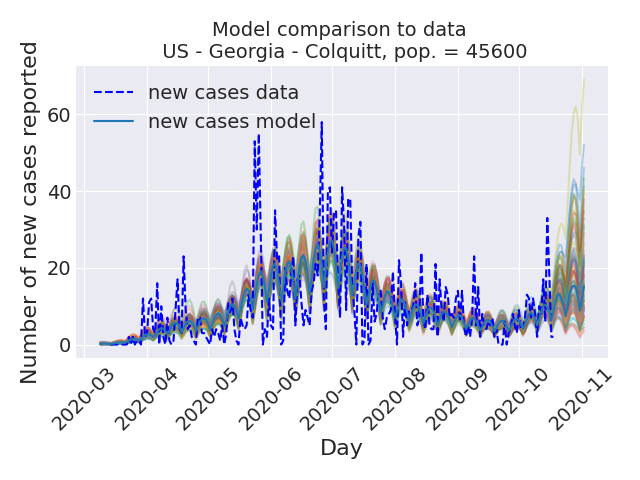 Model comparison to data
US - Georgia - Colquitt, pop. = 45600
Number of new cases reported
60
40
20
0
new cases data
new cases model
2020-03
2020-04
2020-05
2020-06
2020-07
2020-08
2020-09
2020-10
2020-11
Day